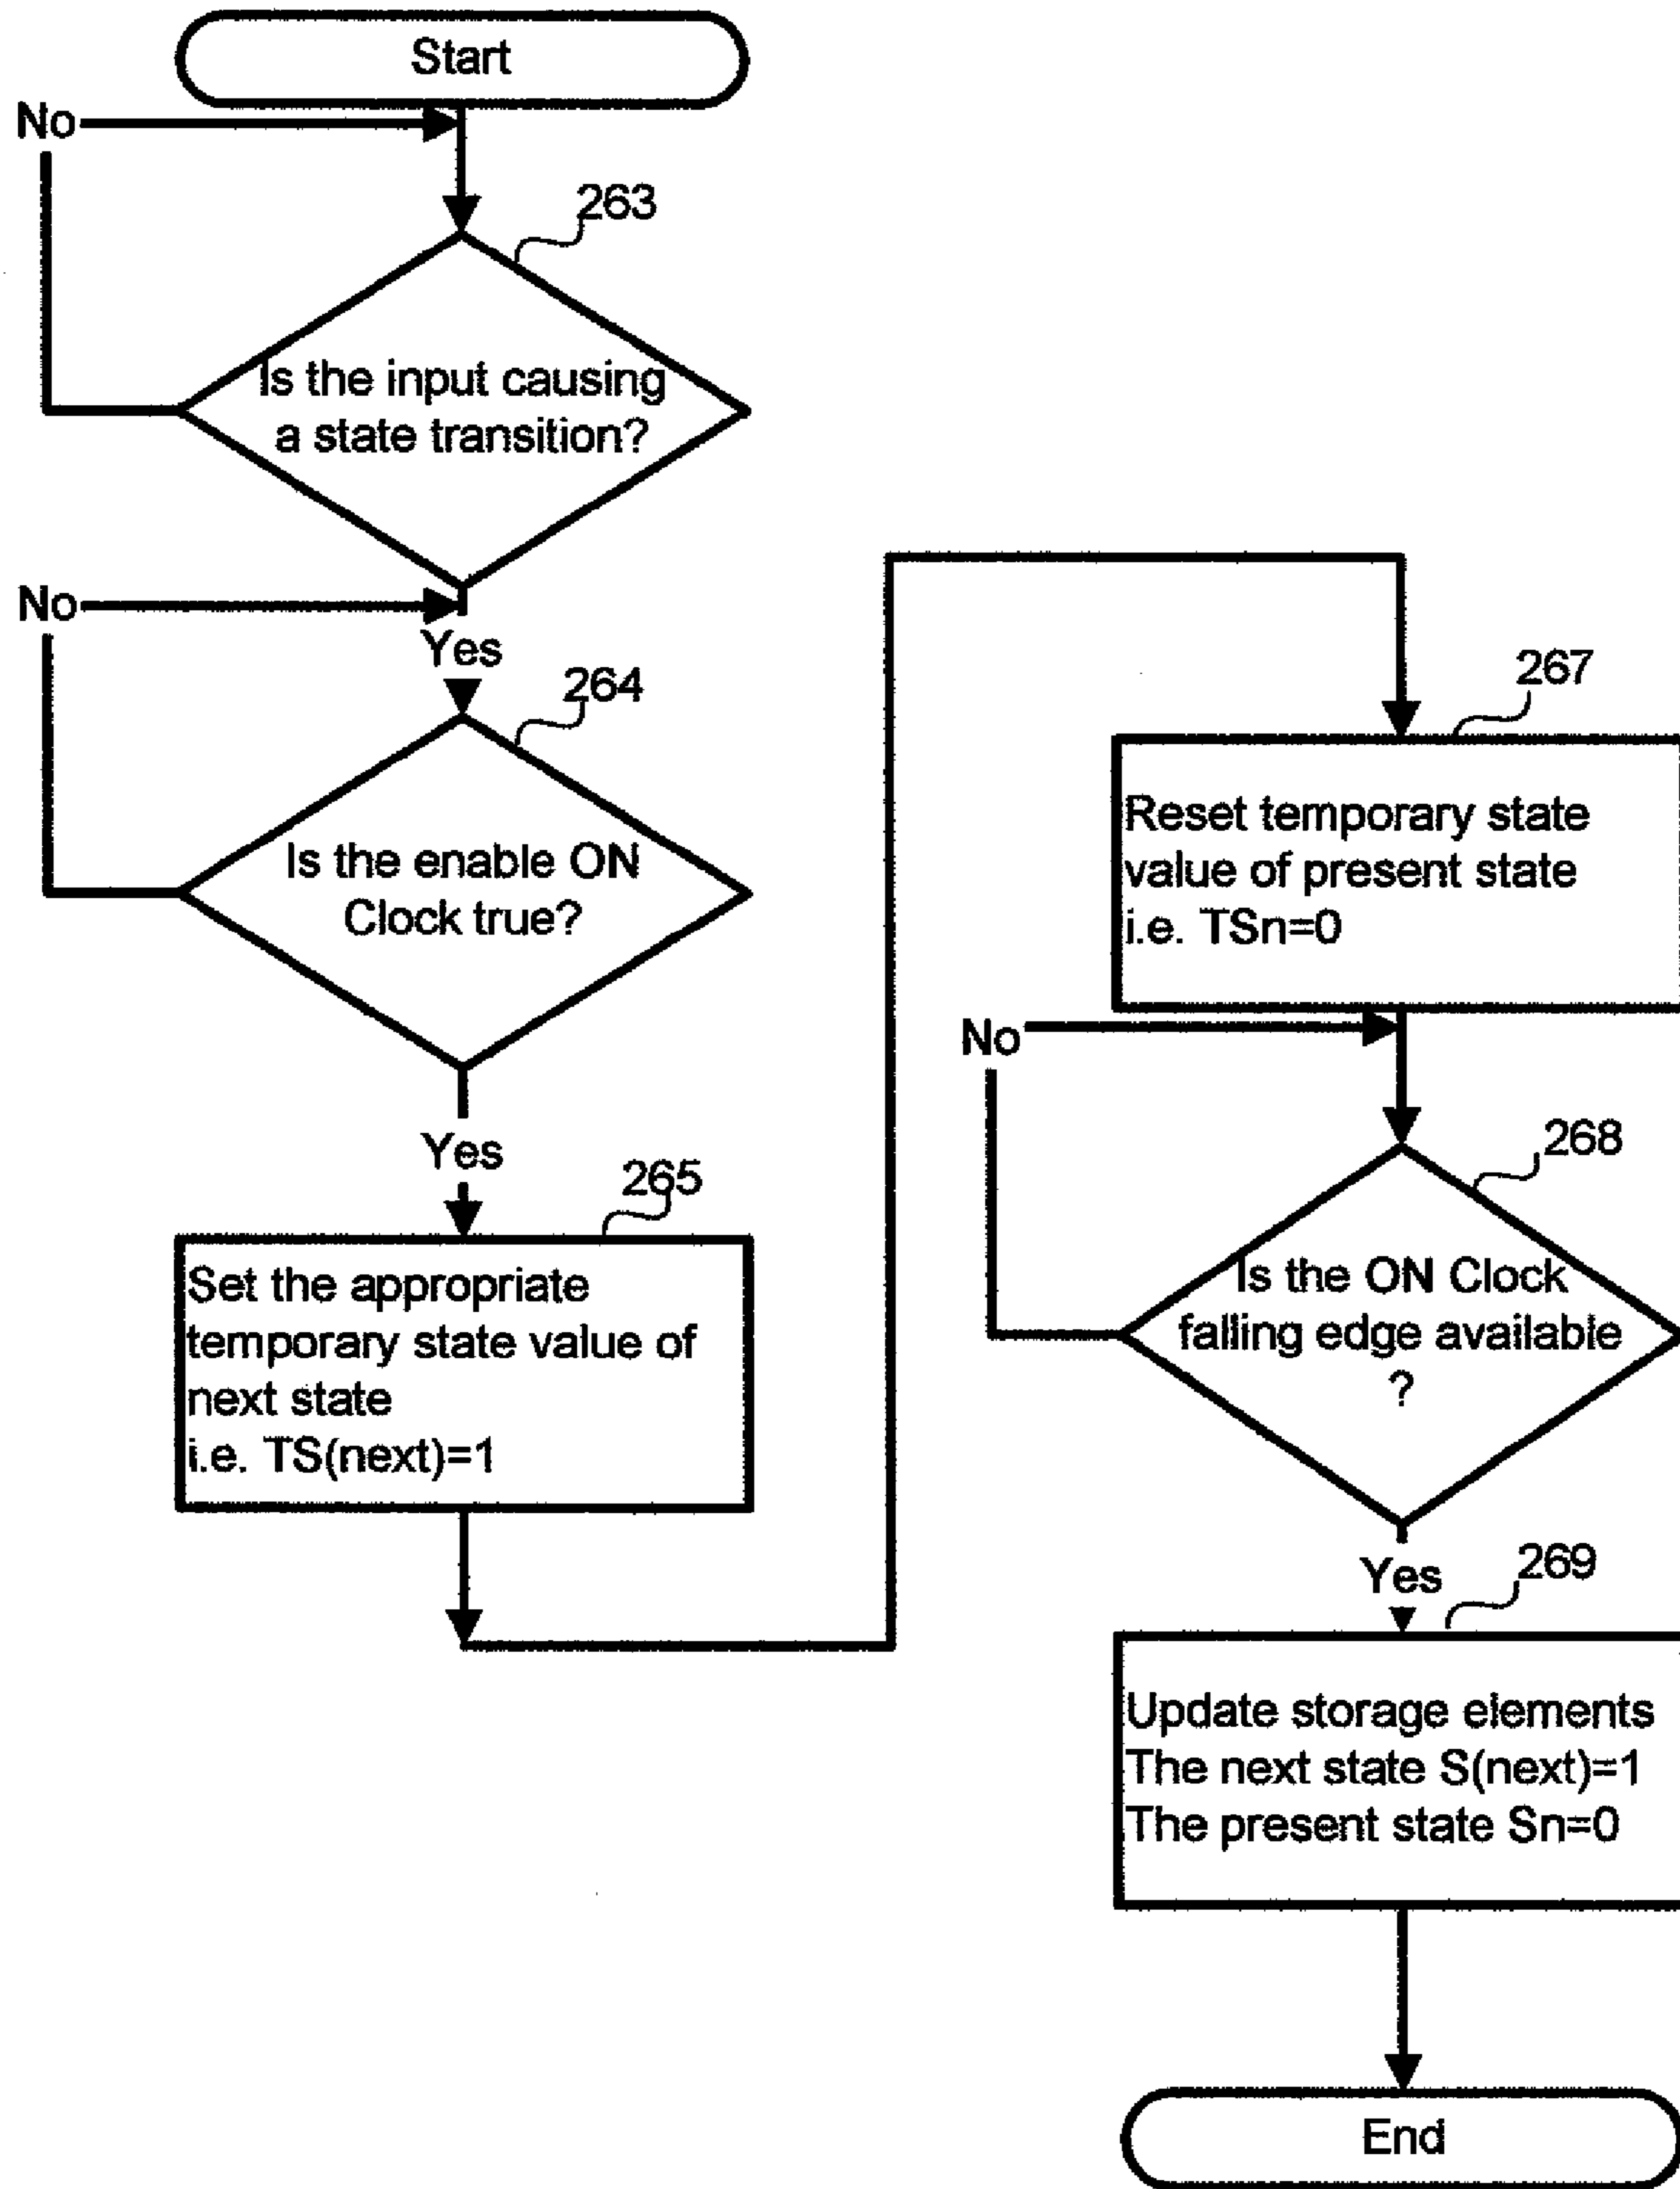 Start
No
263
Is the input causing
a state transition?
No
Yes
264
Is the enable ON
Clock true?
Yes
265
Set the appropriate
temporary state value of
next state
i.e. TS(next)=1
267
Reset temporary state
value of present state
i.e. TSn=0
No
268
Is the ON Clock
falling edge available
?
Yes
269
Update storage elements
The next state S(next)=1
The present state Sn=0
End